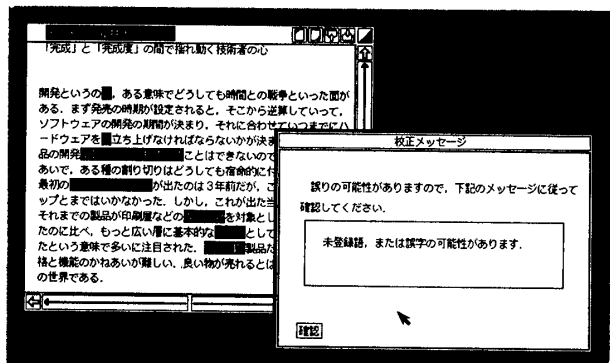 「完成」と「完成度」の間で揺れ動く技術者の心
開発というの，ある意味でどうしても時間との戦争といった面が
ある．まず発売の時期が設定されると，そこから逆算していって，
ソフトウェアの開発の期間が決まり，それに合わせていつまでにハ
ードウェアを立ち上げなければならないかが決ま
品の開発ことはできないので
あいで，ある種の割り切りはどうしても宿命的に付
最初のが出たのは３年前だが，こ
ップとまではいかなかった．しかし，これが出た当
それまでの製品が印刷屋などのを対象とし
たのに比べ，もっと広い層に基本的なとして
たという意味で多いに注目された．製品た
格と機能のかねあいが難しい．良い物が売れるとは
の世界である．
校正メッセージ
誤りの可能性がありますので，下記のメッセージに従って
確認してください．
未登録語，または誤字の可能性があります．
確認